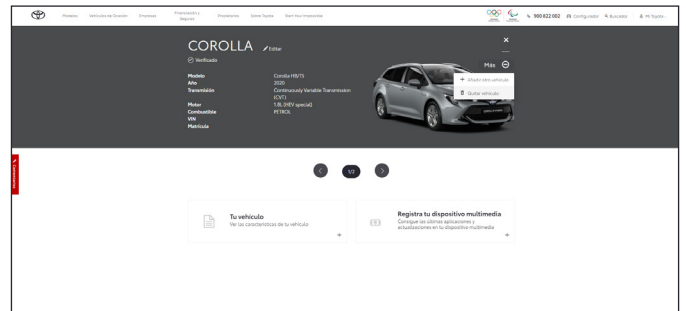 Modelos Vehículos de Ocasión Empresas Financiación y Seguros Propietarios Sobre Toyota Start Your Impossible 900 822 002 Configurador Buscador Mi Toyota
COROLLA Editar
Verificado
Más
Añadir otro vehículo
Quitar vehículo
Modelo Corolla HB/TS
Año 2020
Transmisión Continuously Variable Transmission
(CVT)
Motor 1.8L (HEV special)
Combustible PETROL
VIN
Matrícula
Comentarios
1/2
Tu vehículo
Ver las características de tu vehículo
Registra tu dispositivo multimedia
Consigue las últimas aplicaciones y
actualizaciones en tu dispositivo multimedia